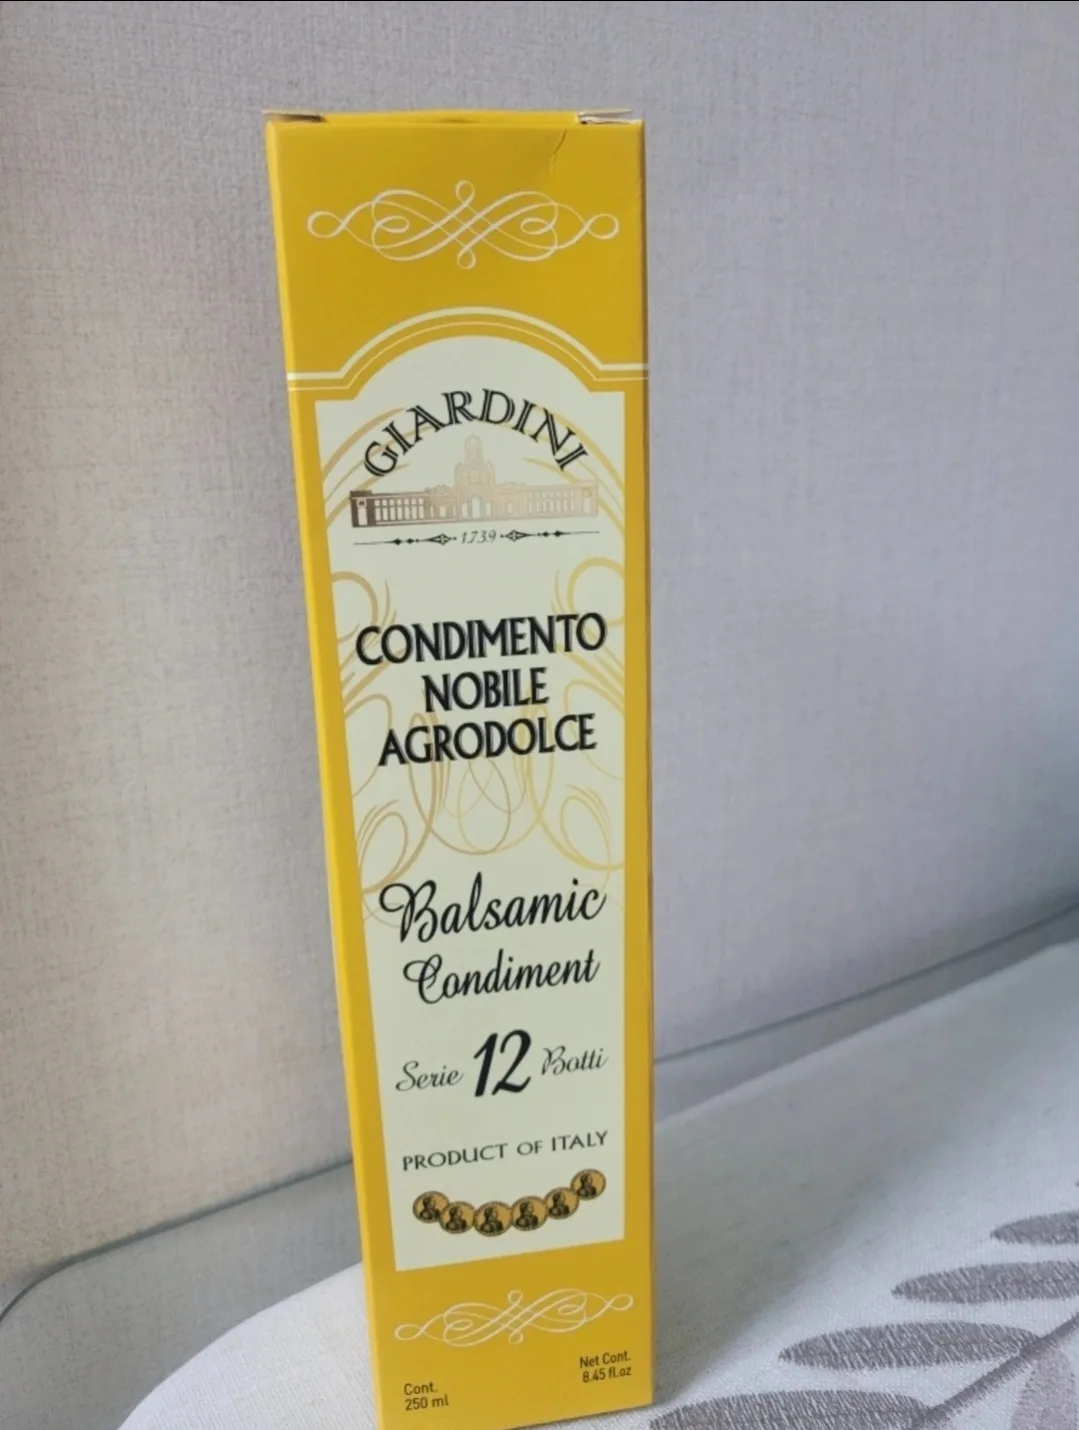 GIARDINI
1739
CONDIMENTO
NOBILE
AGRODOLCE
Balsamic
Condiment
Serie 12 Botti
PRODUCT OF ITALY
Cont.
250 ml
Net Cont.
8.45 fl.oz